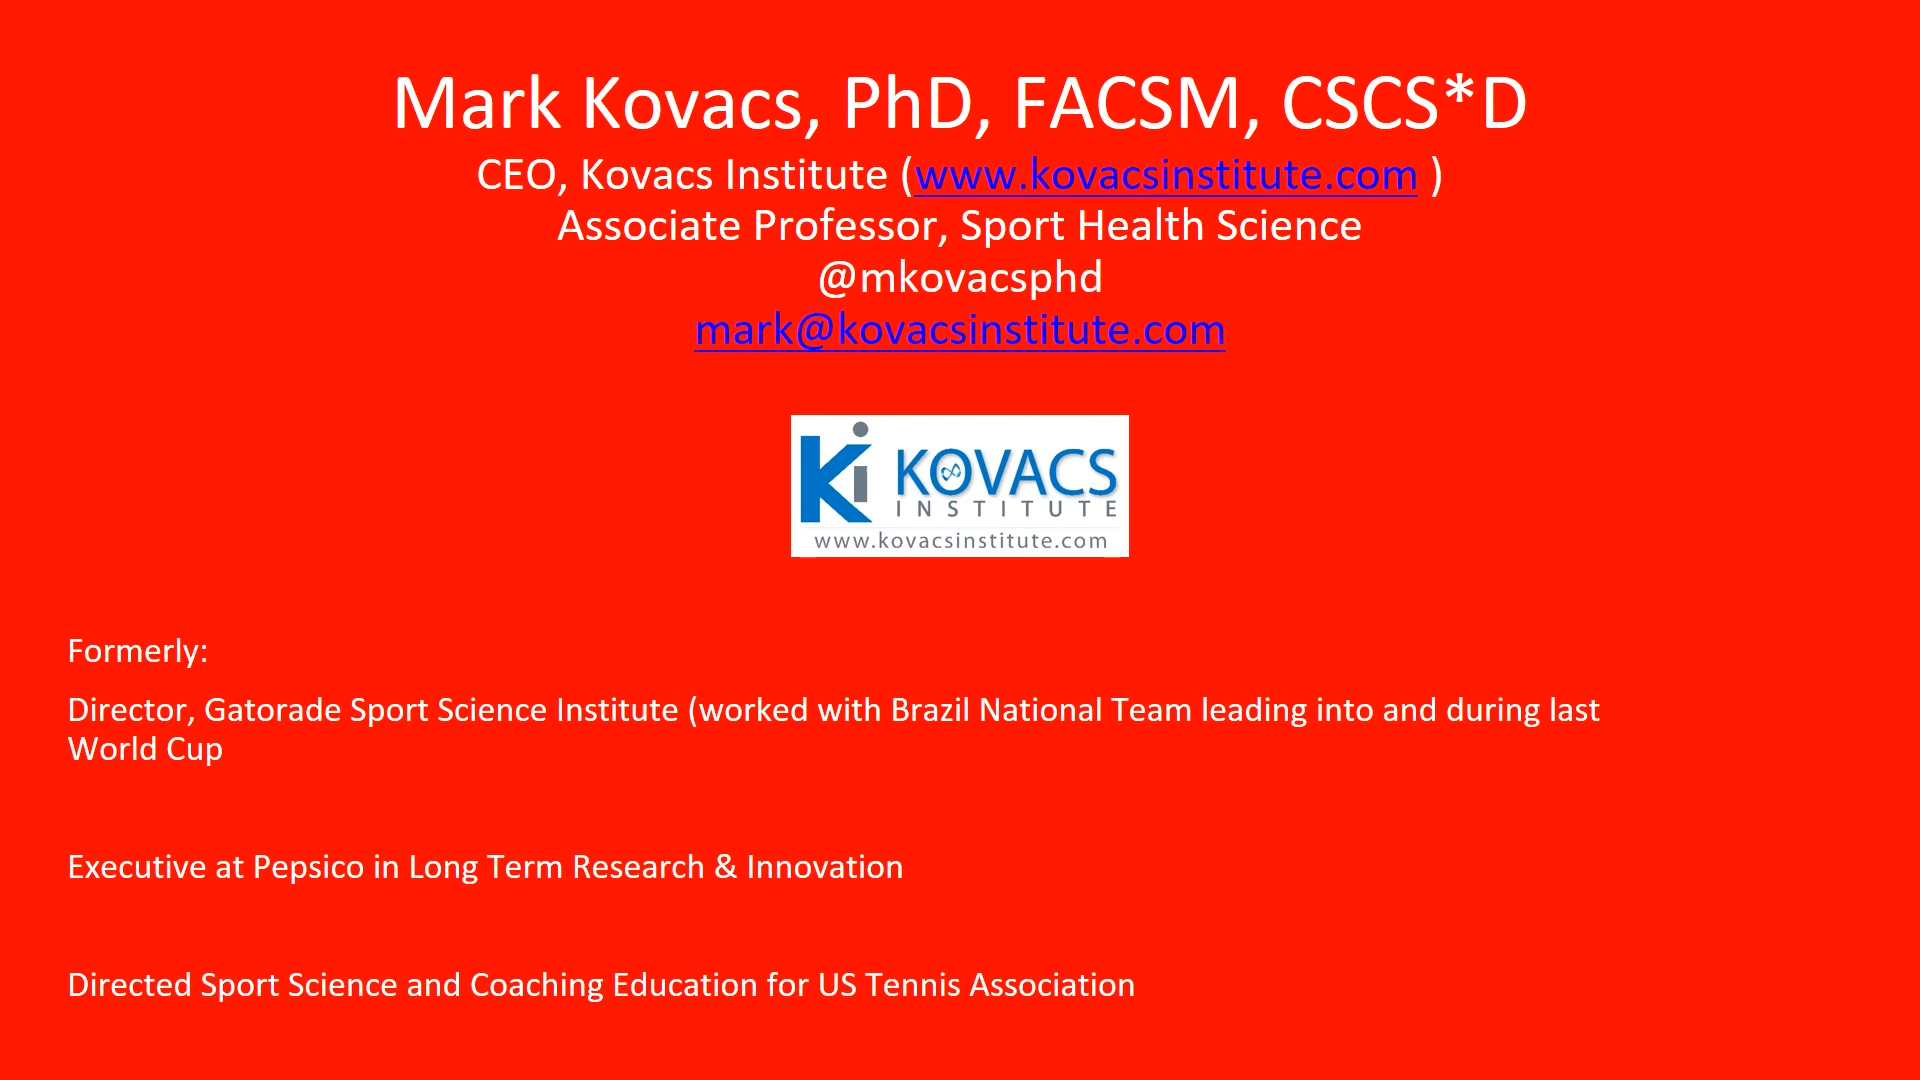 Mark Kovacs, PhD, FACSM, CSCS*D
CEO, Kovacs Institute (www.kovacsinstitute.com )
Associate Professor, Sport Health Science
@mkovacsphd
mark@kovacsinstitute.com
Ki KOVACS
INSTITUTE
www.kovacsinstitute.com
Formerly:
Director, Gatorade Sport Science Institute (worked with Brazil National Team leading into and during last
World Cup
Executive at Pepsico in Long Term Research & Innovation
Directed Sport Science and Coaching Education for US Tennis Association